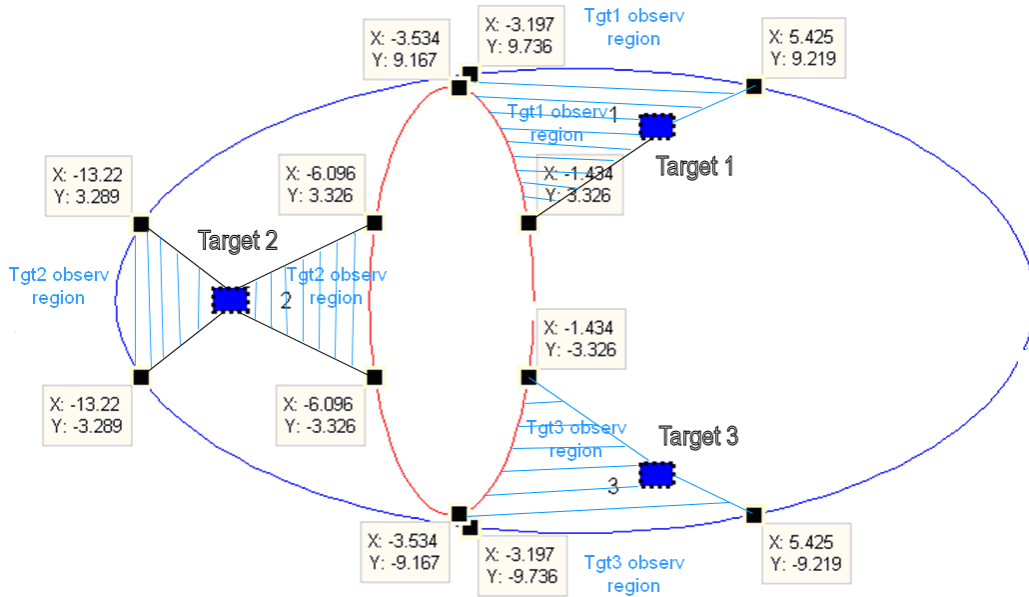 Tgt1 observ
region
X: -3.534
Y: 9.167
X: -3.197
Y: 9.736
X: 5.425
Y: 9.219
Tgt1 observ
region
1
Target 1
X: -13.22
Y: 3.289
X: -6.096
Y: 3.326
X: -1.434
Y: 3.326
Target 2
Tgt2 observ
region
Tgt2 observ
region
2
X: -1.434
Y: -3.326
X: -13.22
Y: -3.289
X: -6.096
Y: -3.326
Tgt3 observ
region
Target 3
3
X: -3.534
Y: -9.167
X: -3.197
Y: -9.736
X: 5.425
Y: -9.219
Tgt3 observ
region